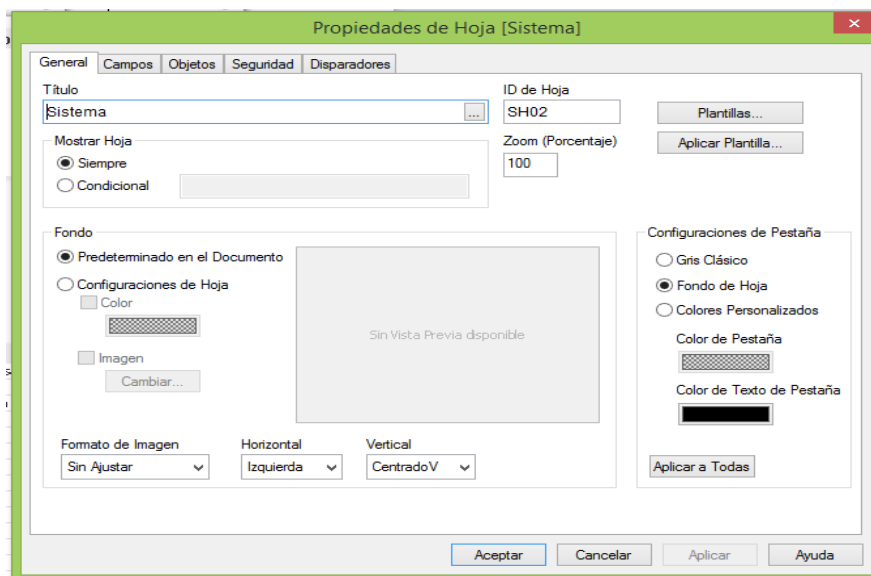 Propiedades de Hoja [Sistema]
General Campos Objetos Seguridad Disparadores
Título
Sistema
...
ID de Hoja
SH02
Plantillas...
Mostrar Hoja
Siempre
Condicional
Zoom (Porcentaje)
100
Aplicar Plantilla...
Fondo
Predeterminado en el Documento
Configuraciones de Hoja
Color
Imagen
Cambiar...
Sin Vista Previa disponible
Formato de Imagen
Sin Ajustar
Horizontal
Izquierda
Vertical
CentradoV
Configuraciones de Pestaña
Gris Clásico
Fondo de Hoja
Colores Personalizados
Color de Pestaña
Color de Texto de Pestaña
Aplicar a Todas
Aceptar Cancelar Aplicar Ayuda